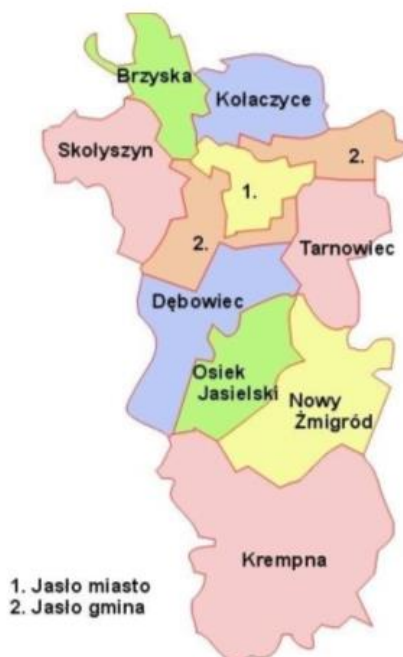 Brzyska
Kołaczyce
Skołyszyn
2.
1.
2.
Tarnowiec
Dębowiec
Osiek
Jasielski
Nowy
Żmigród
Krempna
1. Jasło miasto
2. Jasło gmina